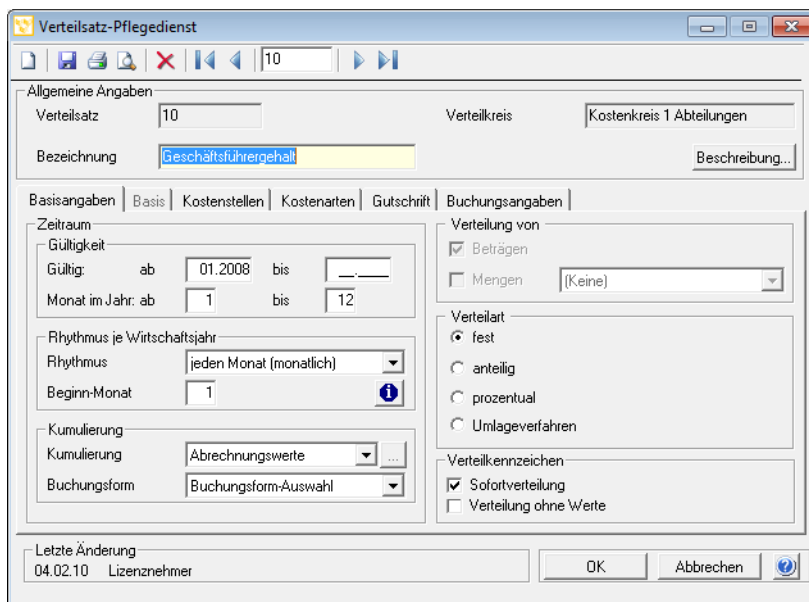 Verteilsatz-Pflegedienst
10
Allgemeine Angaben
Verteilsatz 10 Verteilkreis Kostenkreis 1 Abteilungen
Bezeichnung Geschäftsführergehalt Beschreibung...
Basisangaben Basis Kostenstellen Kostenarten Gutschrift Buchungsangaben
Zeitraum
Gültigkeit
Gültig: ab 01.2008 bis __.____
Monat im Jahr: ab 1 bis 12
Rhythmus je Wirtschaftsjahr
Rhythmus jeden Monat (monatlich)
Beginn-Monat 1
Kumulierung
Kumulierung Abrechnungswerte ...
Buchungsform Buchungsform-Auswahl
Verteilung von
Beträgen
Mengen (Keine)
Verteilart
fest
anteilig
prozentual
Umlageverfahren
Verteilkennzeichen
Sofortverteilung
Verteilung ohne Werte
Letzte Änderung
04.02.10 Lizenznehmer
OK Abbrechen